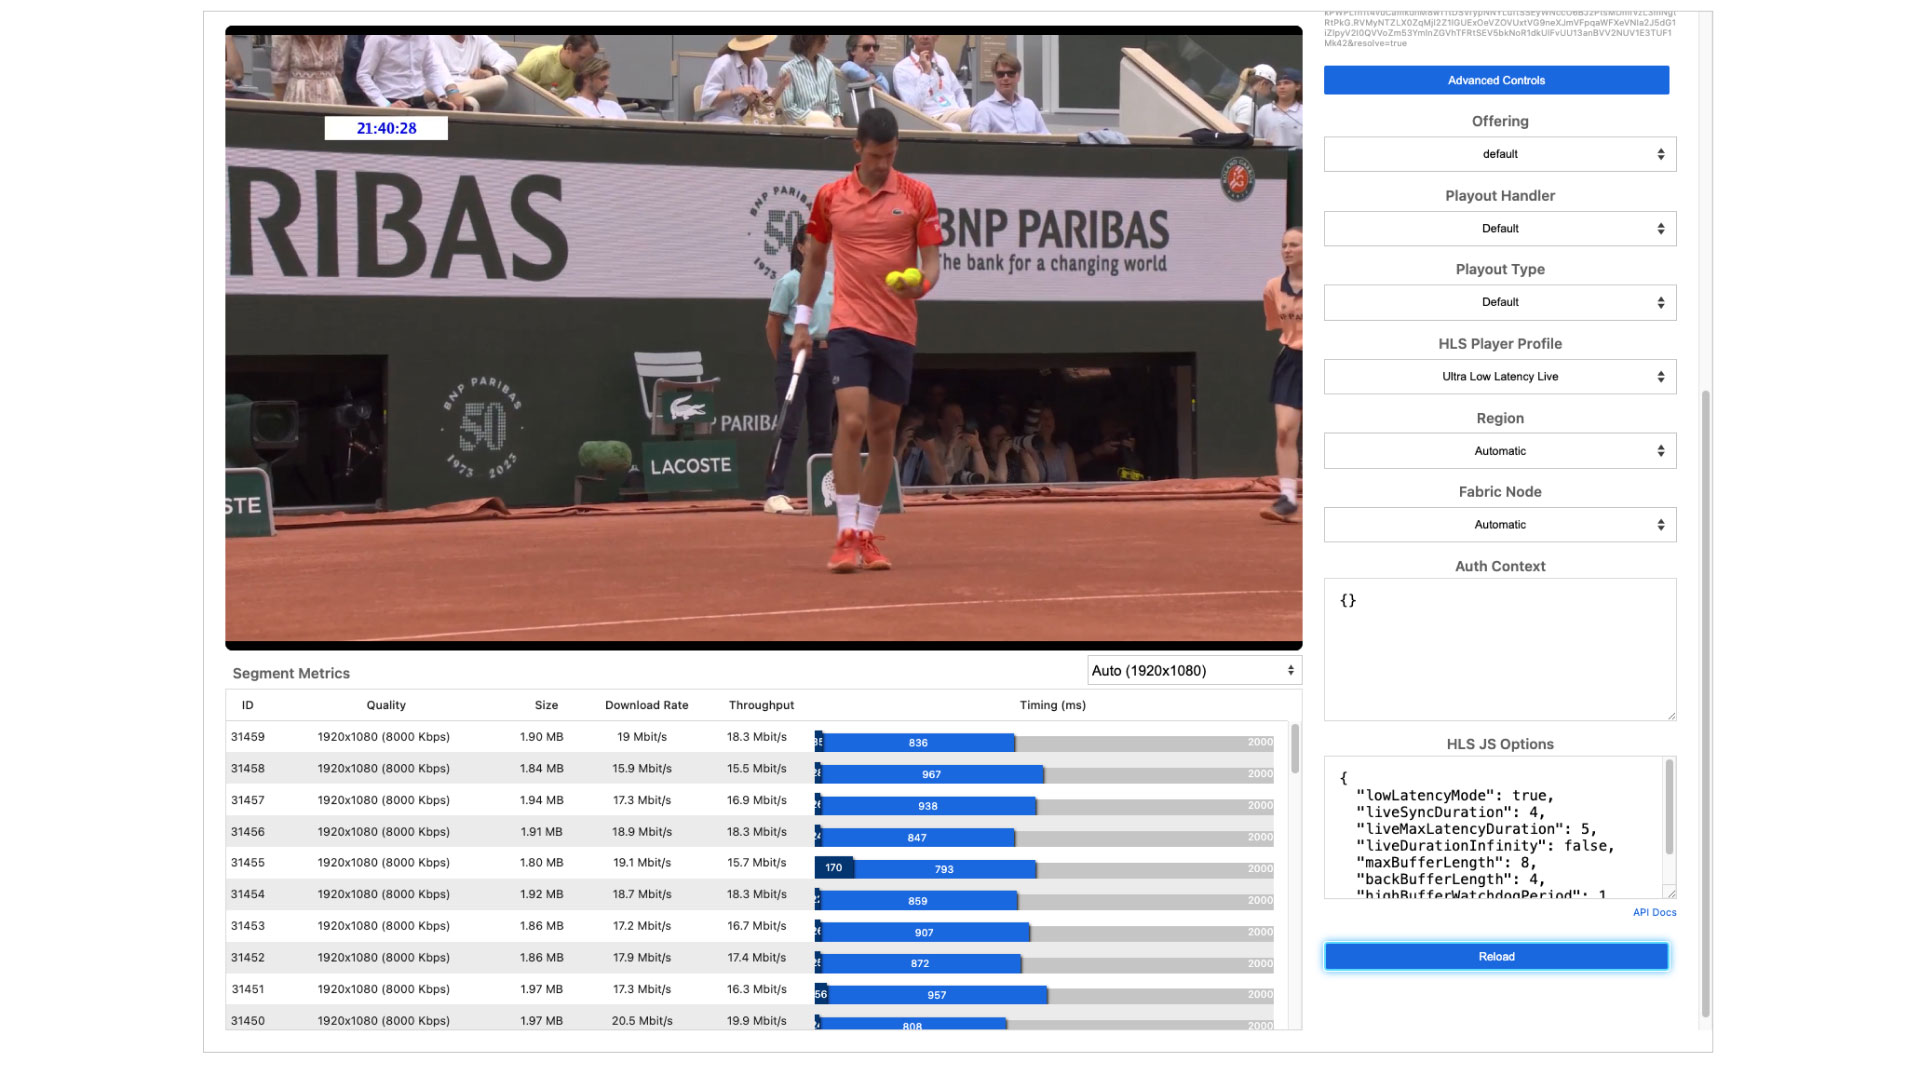 iZlpyV2I0QVVoZm53YmlnZGVhTFRtSEV5bkNoR1dkUlFvUU13anBVV2NUV1E3TUF1
Mk42&resolve=true
Advanced Controls
21:40:28
Offering
default
RIBAS
BNP PARIBAS
50
1973
BNP PARIBAS
The bank for a changing world
ROLAND GARROS
Playout Handler
Default
Playout Type
Default
HLS Player Profile
Ultra Low Latency Live
BNP PARIBAS
50
1973 - 2023
PARIBA
LACOSTE
STE
Region
Automatic
Fabric Node
Automatic
Auth Context
{}
Segment Metrics
Auto (1920x1080)
ID Quality Size Download Rate Throughput Timing (ms)
31459 1920x1080 (8000 Kbps) 1.90 MB 19 Mbit/s 18.3 Mbit/s 836 2000
31458 1920x1080 (8000 Kbps) 1.84 MB 15.9 Mbit/s 15.5 Mbit/s 967 2000
31457 1920x1080 (8000 Kbps) 1.94 MB 17.3 Mbit/s 16.9 Mbit/s 938 2000
31456 1920x1080 (8000 Kbps) 1.91 MB 18.9 Mbit/s 18.3 Mbit/s 847 2000
31455 1920x1080 (8000 Kbps) 1.80 MB 19.1 Mbit/s 15.7 Mbit/s 170 793 2000
31454 1920x1080 (8000 Kbps) 1.92 MB 18.7 Mbit/s 18.3 Mbit/s 859 2000
31453 1920x1080 (8000 Kbps) 1.86 MB 17.2 Mbit/s 16.7 Mbit/s 907 2000
31452 1920x1080 (8000 Kbps) 1.86 MB 17.9 Mbit/s 17.4 Mbit/s 872 2000
31451 1920x1080 (8000 Kbps) 1.97 MB 17.3 Mbit/s 16.3 Mbit/s 56 957 2000
31450 1920x1080 (8000 Kbps) 1.97 MB 20.5 Mbit/s 19.9 Mbit/s 808 2000
HLS JS Options
{
"lowLatencyMode": true,
"liveSyncDuration": 4,
"liveMaxLatencyDuration": 5,
"liveDurationInfinity": false,
"maxBufferLength": 8,
"backBufferLength": 4,
"highBufferWatchdogPeriod": 1
API Docs
Reload